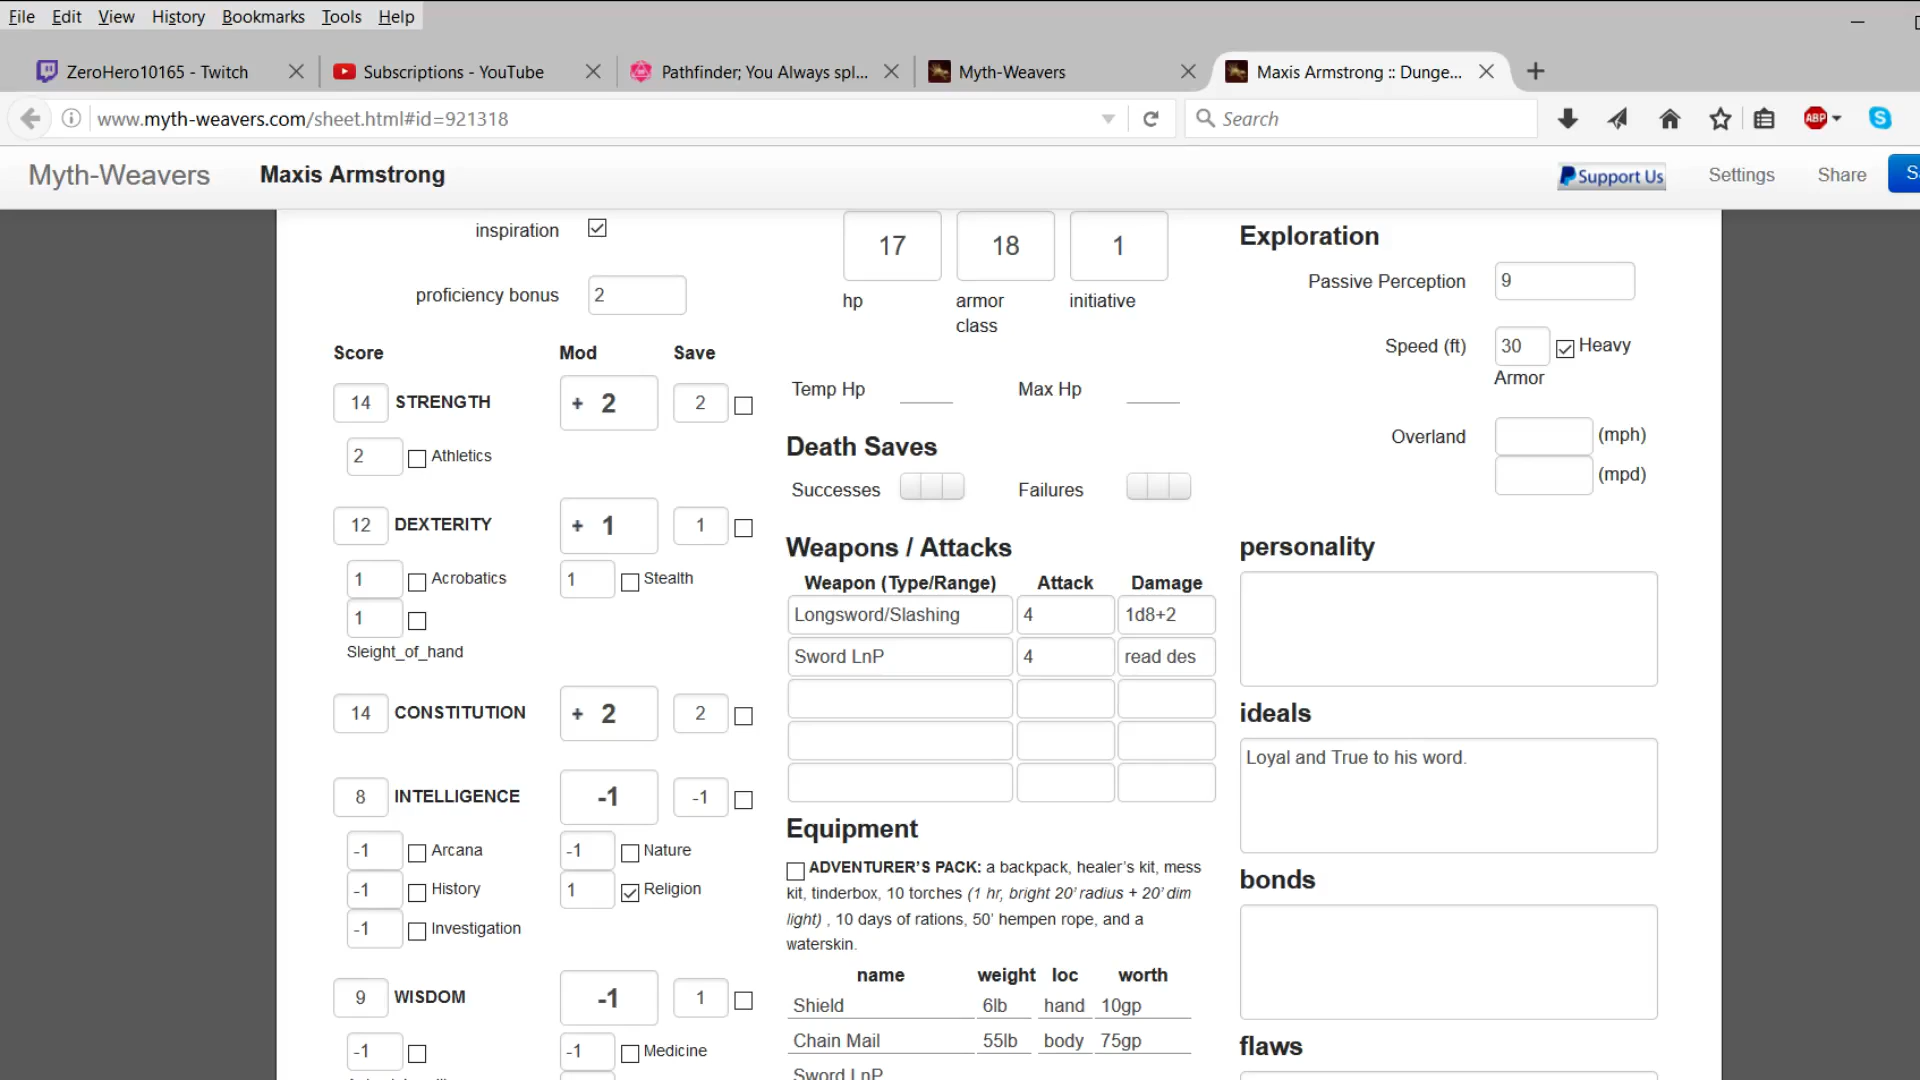 File Edit View History Bookmarks Tools Help
ZeroHero10165 - Twitch
Subscriptions - YouTube
Pathfinder; You Always spl...
Myth-Weavers
Maxis Armstrong :: Dunge...
www.myth-weavers.com/sheet.html#id=921318
Search
ABP
Myth-Weavers
Maxis Armstrong
Support Us
Settings
Share
inspiration
proficiency bonus 2
Score Mod Save
14 STRENGTH + 2 2
2 Athletics
12 DEXTERITY + 1 1
1 Acrobatics 1 Stealth
1
Sleight_of_hand
14 CONSTITUTION + 2 2
8 INTELLIGENCE -1 -1
-1 Arcana -1 Nature
-1 History 1 Religion
-1 Investigation
9 WISDOM -1 1
-1 -1 Medicine
17 18 1
hp armor initiative
class
Temp Hp Max Hp
Death Saves
Successes Failures
Weapons / Attacks
Weapon (Type/Range) Attack Damage
Longsword/Slashing 4 1d8+2
Sword LnP 4 read des
Equipment
ADVENTURER'S PACK: a backpack, healer's kit, mess
kit, tinderbox, 10 torches (1 hr, bright 20' radius + 20' dim
light) , 10 days of rations, 50' hempen rope, and a
waterskin.
name weight loc worth
Shield 6lb hand 10gp
Chain Mail 55lb body 75gp
Sword LnP
Exploration
Passive Perception 9
Speed (ft) 30 Heavy
Armor
Overland (mph)
(mpd)
personality
ideals
Loyal and True to his word.
bonds
flaws